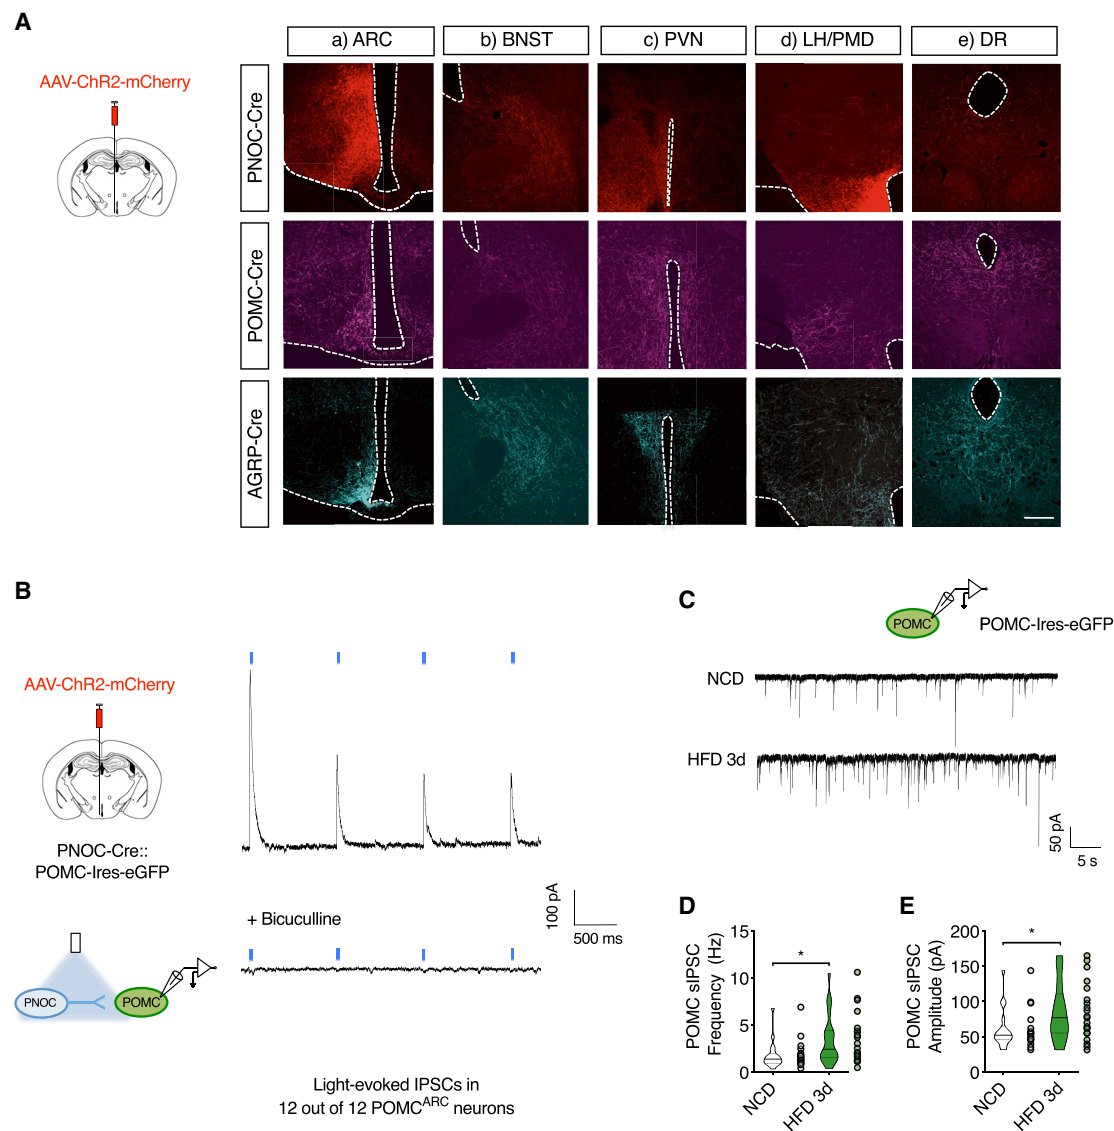 A
a) ARC
b) BNST
c) PVN
d) LH/PMD
e) DR
AAV-ChR2-mCherry
PNOC-Cre
POMC-Cre
AGRP-Cre
B
AAV-ChR2-mCherry
PNOC-Cre::
POMC-Ires-eGFP
PNOC
POMC
+ Bicuculline
100 pA
500 ms
Light-evoked IPSCs in
12 out of 12 POMCᴬᴿᶜ neurons
C
POMC
POMC-Ires-eGFP
NCD
HFD 3d
50 pA
5 s
D
POMC sIPSC
Frequency (Hz)
15
10
5
0
*
NCD
HFD 3d
E
POMC sIPSC
Amplitude (pA)
200
150
100
50
0
*
NCD
HFD 3d